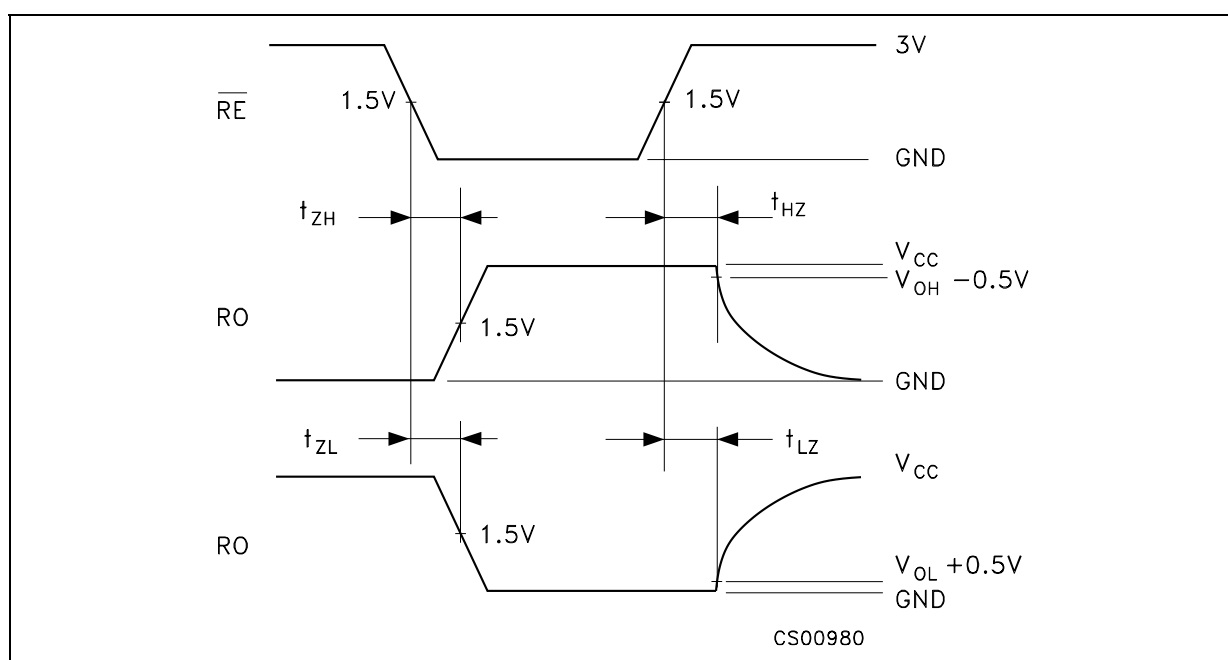 3V
1.5V
1.5V
R̅E̅
GND
tZH
tHZ
VCC
VOH −0.5V
RO
1.5V
GND
tZL
tLZ
VCC
RO
1.5V
VOL +0.5V
GND
CS00980